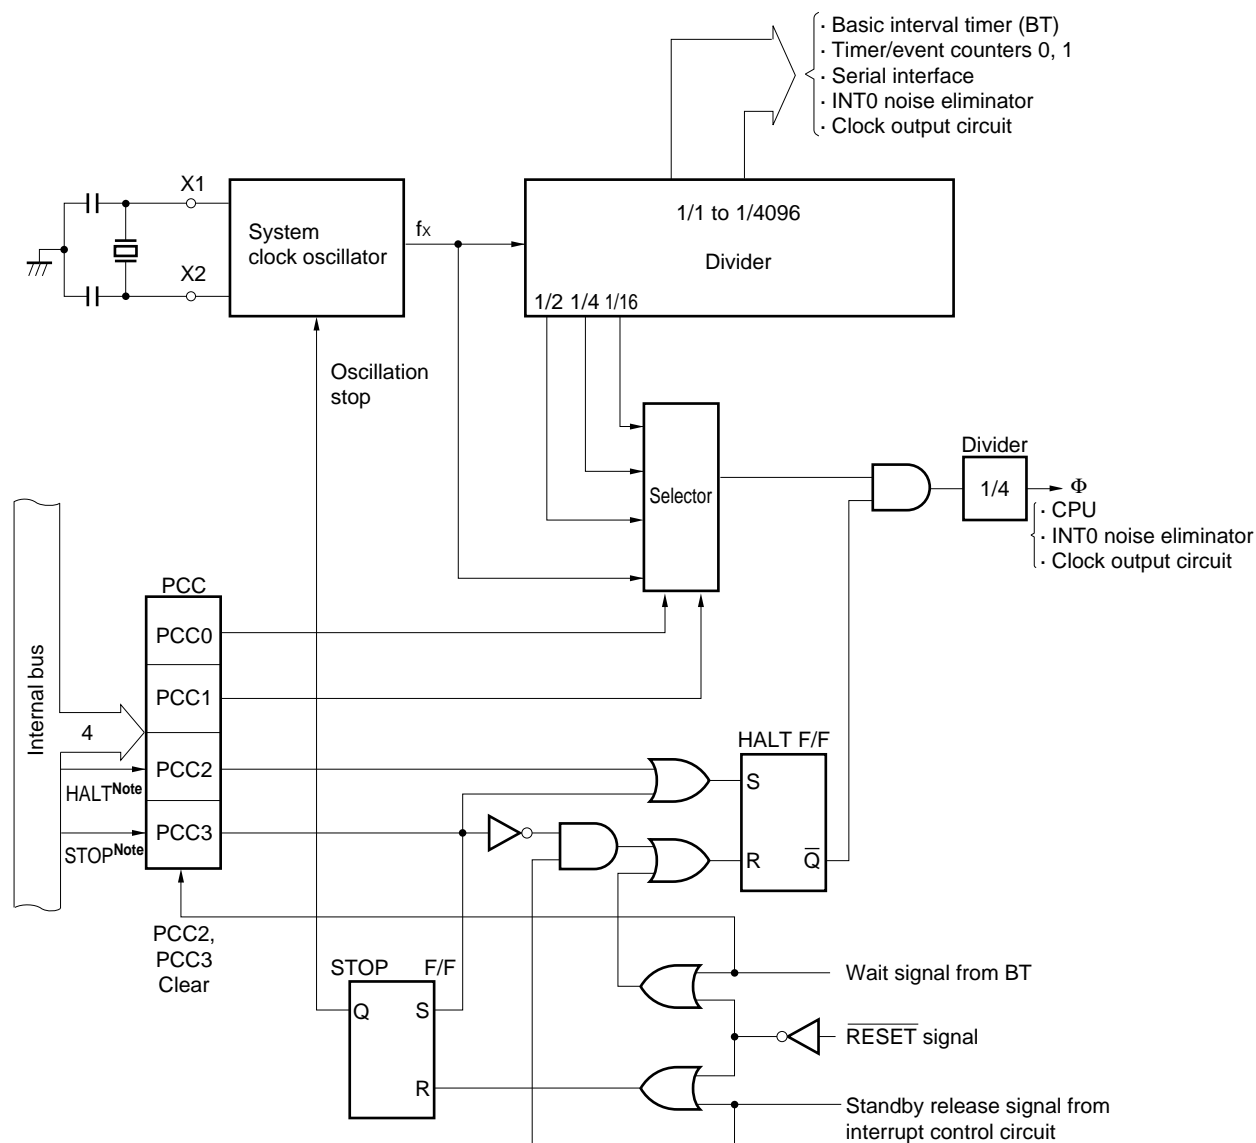 · Basic interval timer (BT)
· Timer/event counters 0, 1
· Serial interface
· INT0 noise eliminator
· Clock output circuit
X1
System
clock oscillator
X2
fx
1/1 to 1/4096
Divider
1/2 1/4 1/16
Oscillation
stop
Selector
Divider
1/4
Φ
· CPU
· INT0 noise eliminator
· Clock output circuit
Internal bus
4
HALTNote
STOPNote
PCC
PCC0
PCC1
PCC2
PCC3
PCC2,
PCC3
Clear
HALT F/F
S
R
Q̅
STOP F/F
Q
S
R
Wait signal from BT
R̅E̅S̅E̅T̅ signal
Standby release signal from
interrupt control circuit